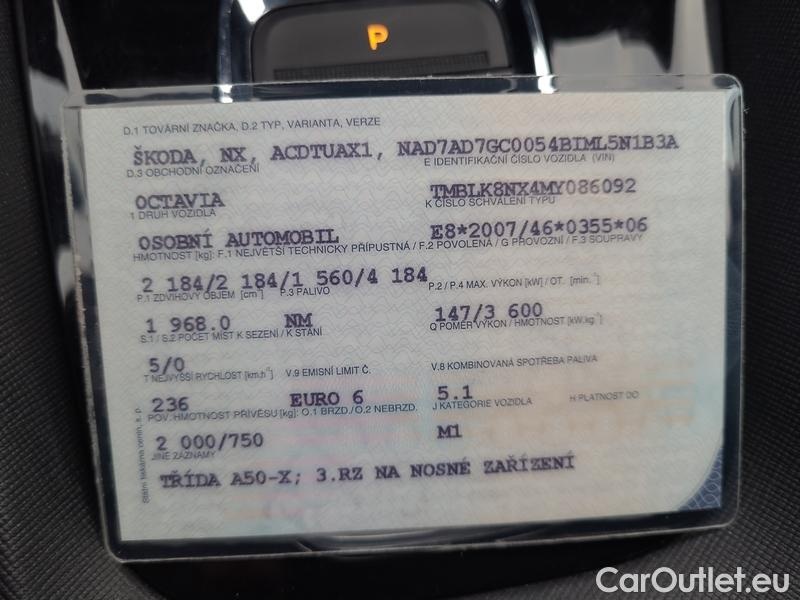 P
D.1 TOVÁRNÍ ZNAČKA, D.2 TYP, VARIANTA, VERZE
ŠKODA, NX, ACDTUAX1, NAD7AD7GC0054BIML5N1B3A
D.3 OBCHODNÍ OZNAČENÍ E IDENTIFIKAČNÍ ČÍSLO VOZIDLA (VIN)
OCTAVIA TMBLK8NX4MY086092
1 DRUH VOZIDLA K ČÍSLO SCHVÁLENÍ TYPU
OSOBNÍ AUTOMOBIL E8*2007/46*0355*06
HMOTNOST [kg]: F.1 NEJVĚTŠÍ TECHNICKY PŘÍPUSTNÁ / F.2 POVOLENÁ / G PROVOZNÍ / F.3 SOUPRAVY
2 184/2 184/1 560/4 184
P.1 ZDVIHOVÝ OBJEM [cm³] P.3 PALIVO P.2 / P.4 MAX. VÝKON [kW] / OT. [min.⁻¹]
1 968.0 NM 147/3 600
S.1 / S.2 POČET MÍST K SEZENÍ / K STÁNÍ Q POMĚR VÝKON / HMOTNOST [kW.kg⁻¹]
5/0
T NEJVYŠŠÍ RYCHLOST [km.h⁻¹] V.9 EMISNÍ LIMIT Č. V.8 KOMBINOVANÁ SPOTŘEBA PALIVA
236 EURO 6 5.1
POV. HMOTNOST PŘÍVĚSU [kg]: O.1 BRZD./O.2 NEBRZD. J KATEGORIE VOZIDLA H PLATNOST DO
2 000/750 M1
JINÉ ZÁZNAMY
TŘÍDA A50-X; 3.RZ NA NOSNÉ ZAŘÍZENÍ
Státní tiskárna cenin, s. p.
CarOutlet.eu